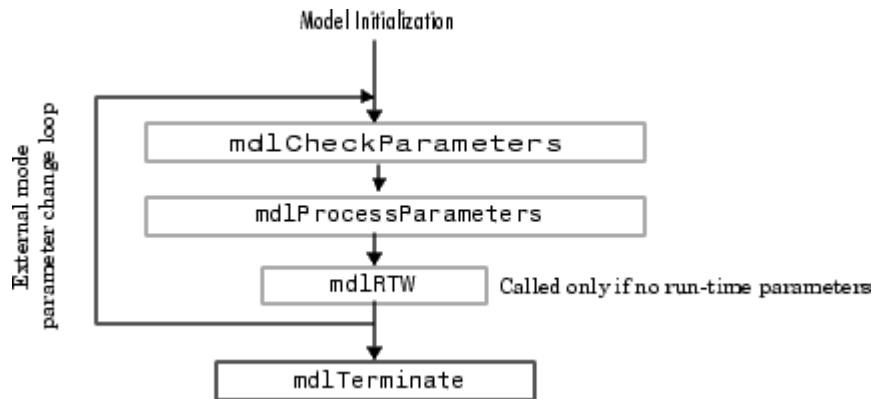 Model Initialization
External mode
parameter change loop
mdlCheckParameters
mdlProcessParameters
mdlRTW
Called only if no run-time parameters
mdlTerminate